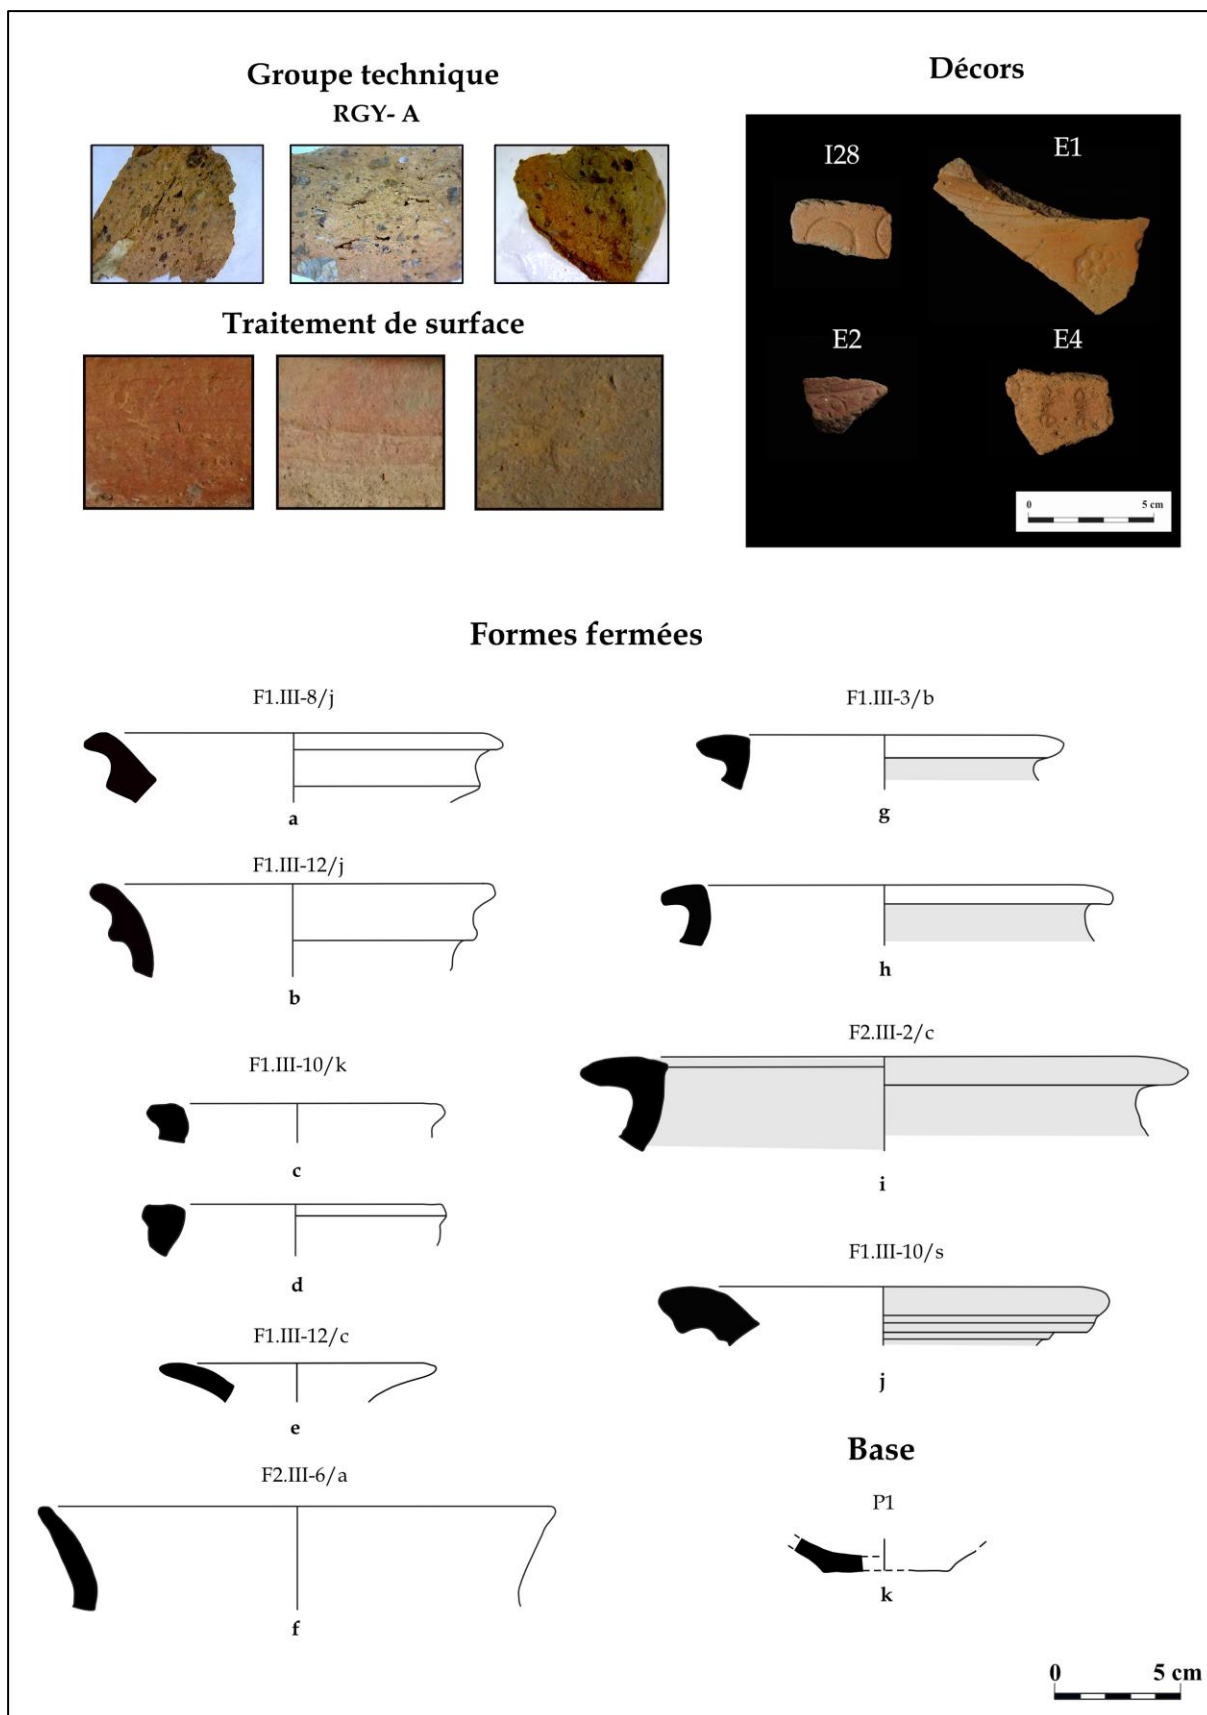 Groupe technique
RGY- A
Traitement de surface
Décors
I28
E1
E2
E4
0 5 cm
Formes fermées
F1.III-8/j
a
F1.III-12/j
b
F1.III-10/k
c
d
F1.III-12/c
e
F2.III-6/a
f
F1.III-3/b
g
h
F2.III-2/c
i
F1.III-10/s
j
Base
P1
k
0 5 cm